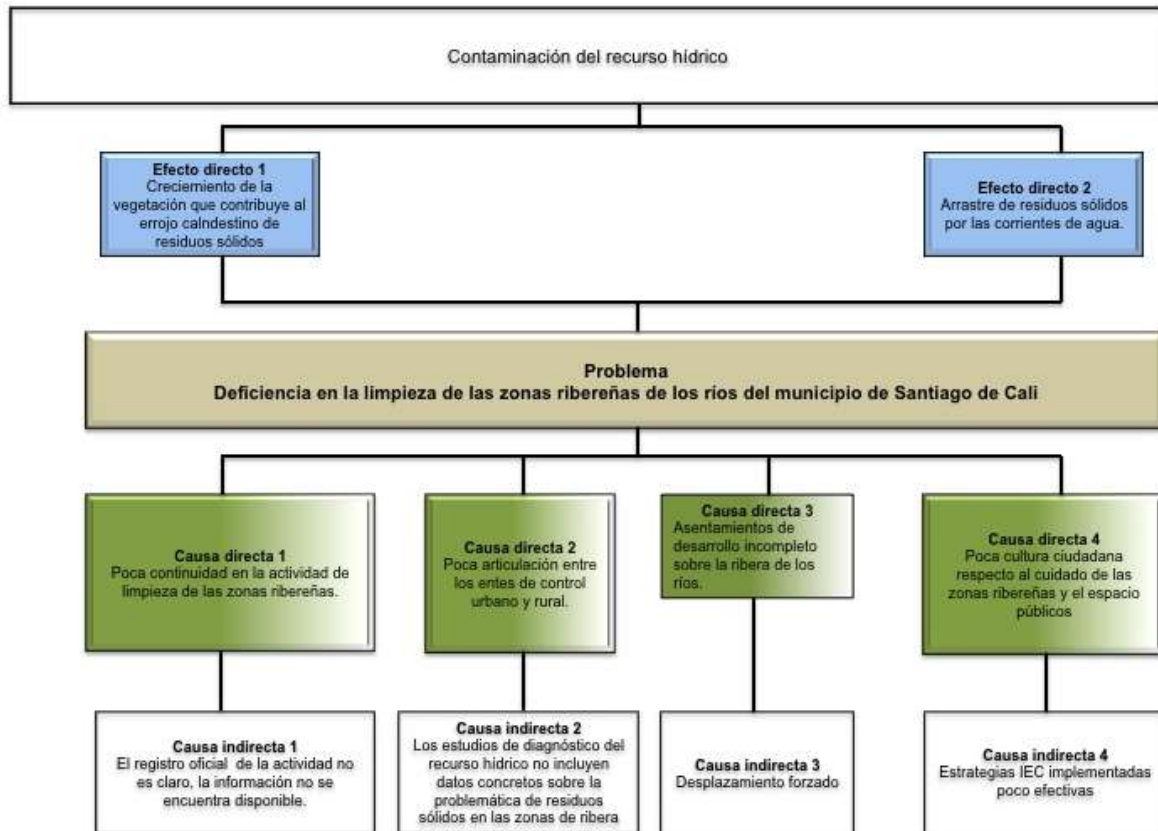 Contaminación del recurso hídrico
Efecto directo 1
Creciemiento de la
vegetación que contribuye al
errojo calndestino de
residuos sólidos
Efecto directo 2
Arrastre de residuos sólidos
por las corrientes de agua.
Problema
Deficiencia en la limpieza de las zonas ribereñas de los ríos del municipio de Santiago de Cali
Causa directa 1
Poca continuidad en la actividad de
limpieza de las zonas ribereñas.
Causa directa 2
Poca articulación entre
los entes de control
urbano y rural.
Causa directa 3
Asentamientos de
desarrollo incompleto
sobre la ribera de los
ríos.
Causa directa 4
Poca cultura ciudadana
respecto al cuidado de las
zonas ribereñas y el espacio
públicos
Causa indirecta 1
El registro oficial de la actividad no
es claro, la información no se
encuentra disponible.
Causa indirecta 2
Los estudios de diagnóstico del
recurso hídrico no incluyen
datos concretos sobre la
problemática de residuos
sólidos en las zonas de ribera
Causa indirecta 3
Desplazamiento forzado
Causa indirecta 4
Estrategias IEC implementadas
poco efectivas